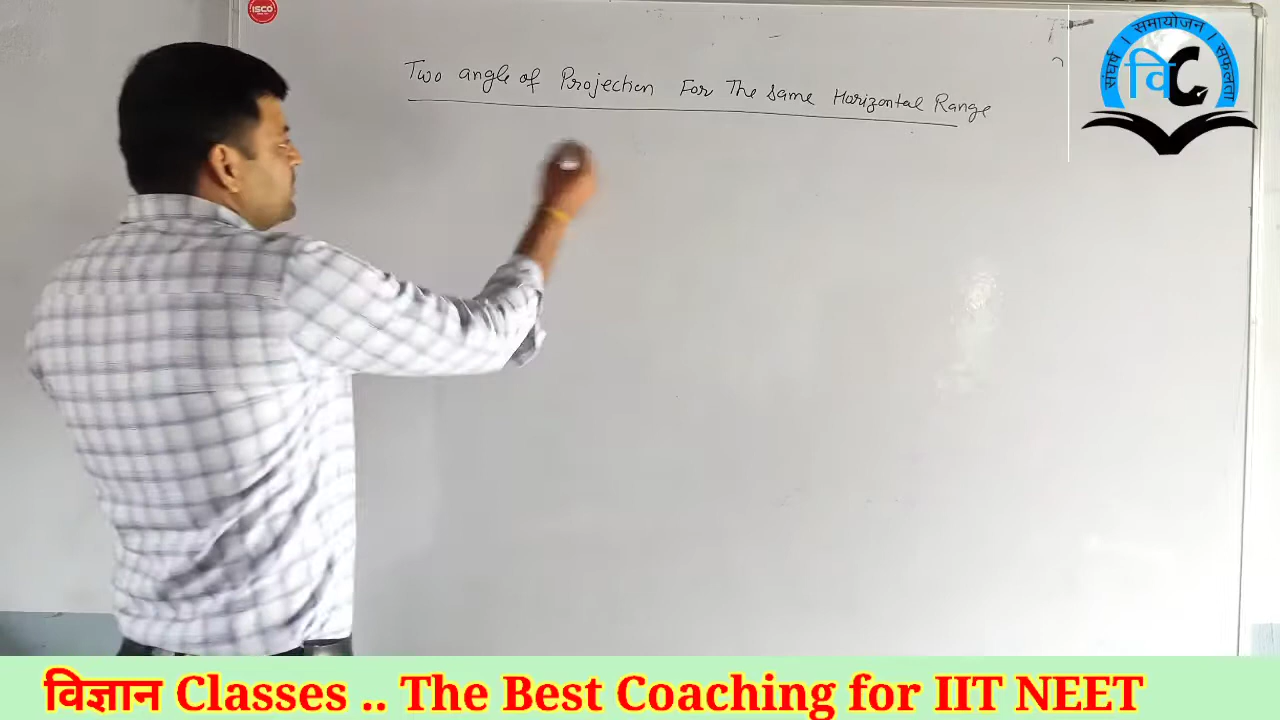 ISCO
Two angle of Projection For The same Horizontal Range
संघर्ष । समायोजन । सफलता
वि C
विज्ञान Classes .. The Best Coaching for IIT NEET